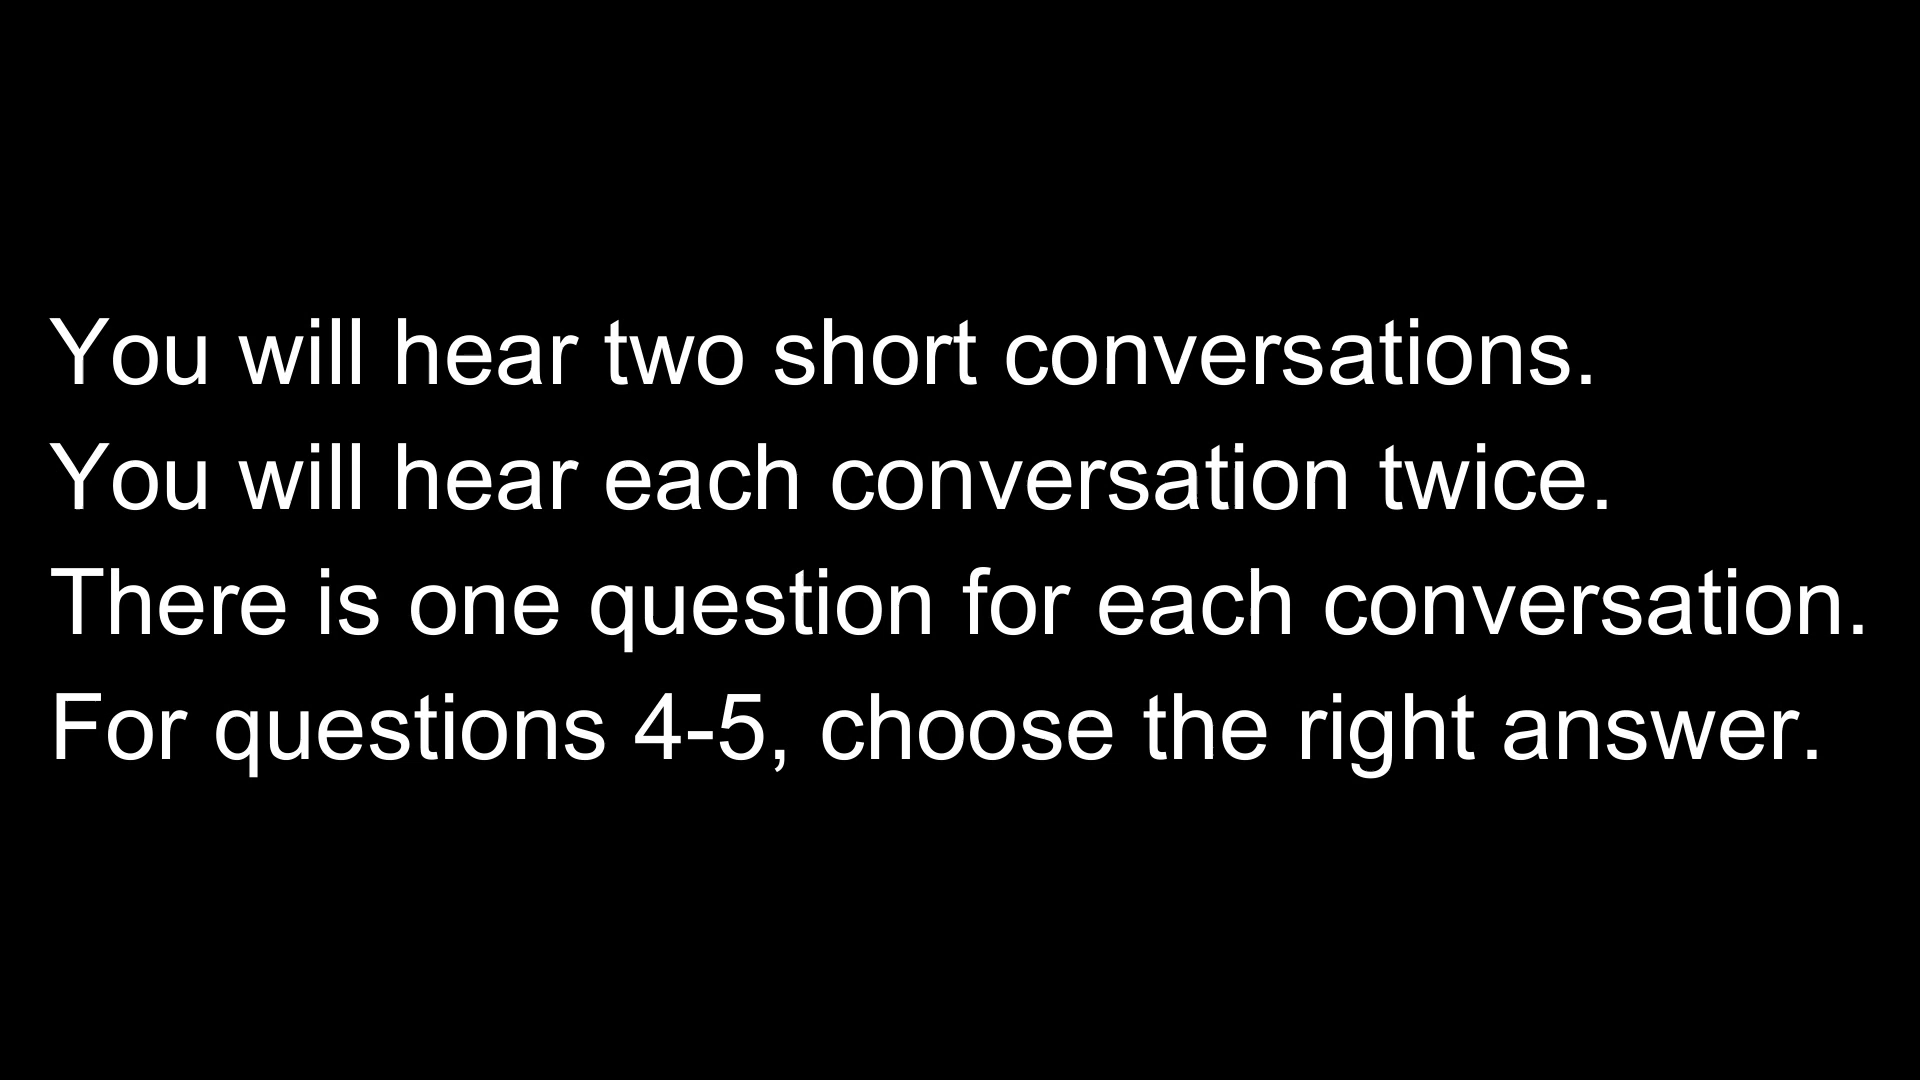 You will hear two short conversations.
You will hear each conversation twice.
There is one question for each conversation.
For questions 4-5, choose the right answer.